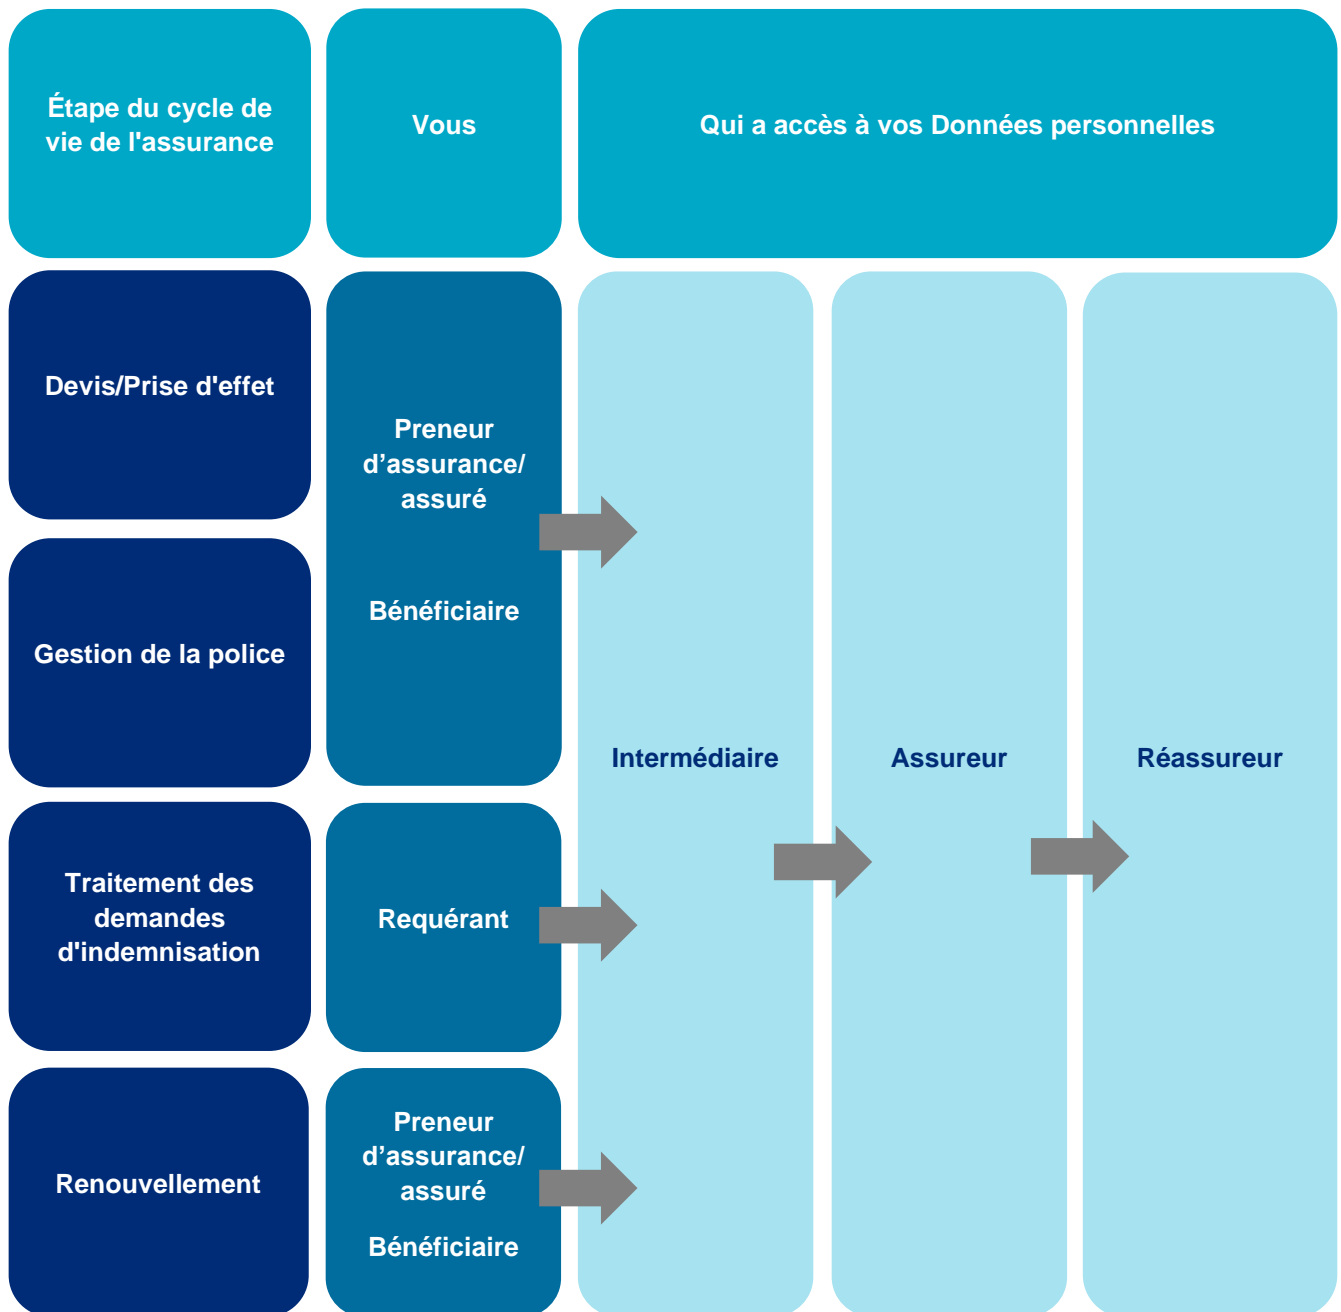 Étape du cycle de
vie de l'assurance
Vous
Qui a accès à vos Données personnelles
Devis/Prise d'effet
Preneur
d’assurance/
assuré
Bénéficiaire
Gestion de la police
Intermédiaire
Assureur
Réassureur
Traitement des
demandes
d'indemnisation
Requérant
Renouvellement
Preneur
d’assurance/
assuré
Bénéficiaire